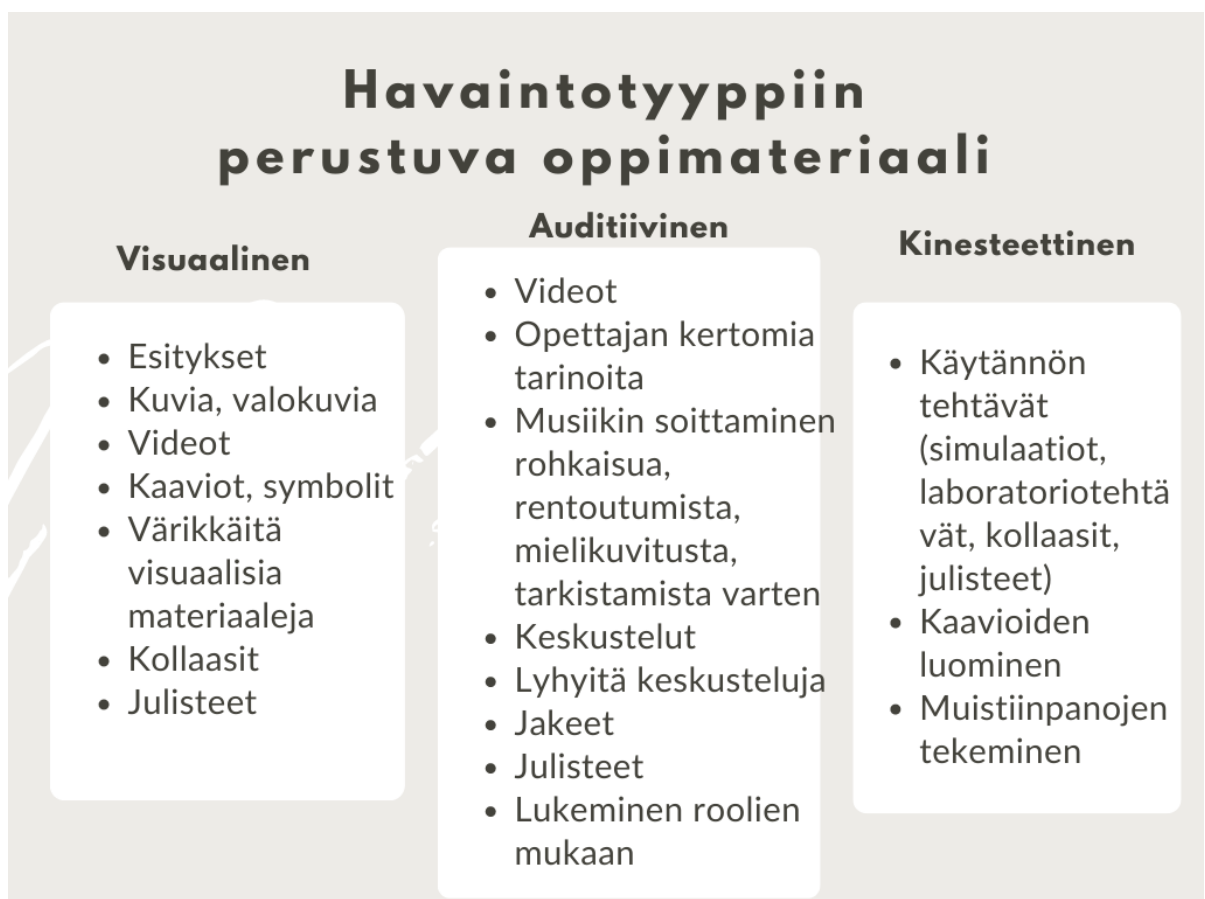 Havaintotyyppiin
perustuva oppimateriaali
Visuaalinen
Esitykset
Kuvia, valokuvia
Videot
Kaaviot, symbolit
Värikkäitä
visuaalisia
materiaaleja
Kollaasit
Julisteet
Auditiivinen
Videot
Opettajan kertomia
tarinoita
Musiikin soittaminen
rohkaisua,
rentoutumista,
mielikuvitusta,
tarkistamista varten
Keskustelut
Lyhyitä keskusteluja
Jakeet
Julisteet
Lukeminen roolien
mukaan
Kinesteettinen
Käytännön
tehtävät
(simulaatiot,
laboratoriotehtä
vät, kollaasit,
julisteet)
Kaavioiden
luominen
Muistiinpanojen
tekeminen